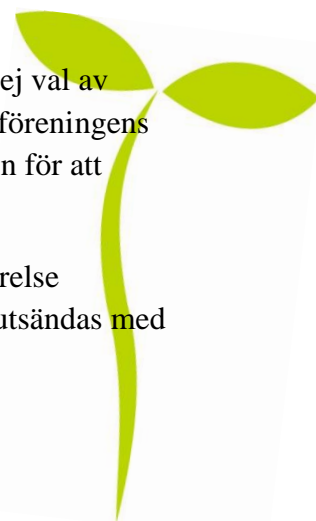 ej val av
föreningens
n för att
relse
utsändas med